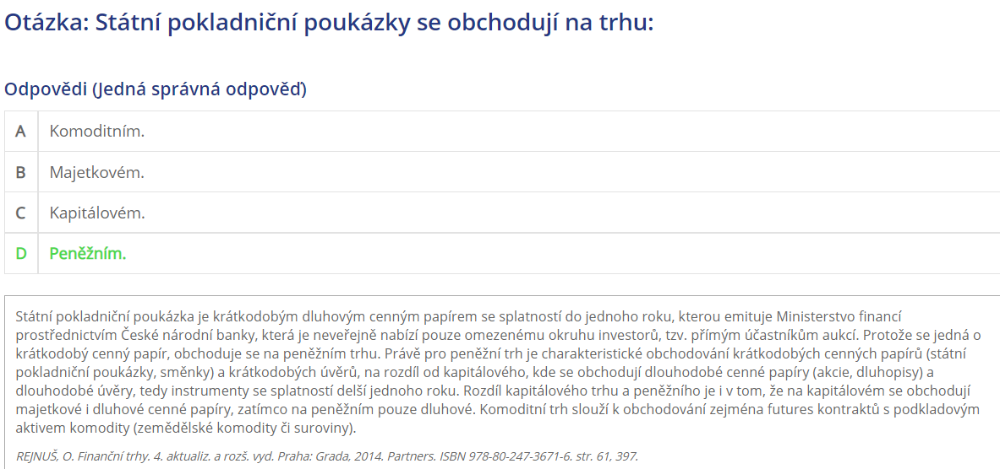 Otázka: Státní pokladniční poukázky se obchodují na trhu:
Odpovědi (Jedná správná odpověď)
A Komoditním.
B Majetkovém.
C Kapitálovém.
D Peněžním.
Státní pokladniční poukázka je krátkodobým dluhovým cenným papírem se splatností do jednoho roku, kterou emituje Ministerstvo financí
prostřednictvím České národní banky, která je neveřejně nabízí pouze omezenému okruhu investorů, tzv. přímým účastníkům aukcí. Protože se jedná o
krátkodobý cenný papír, obchoduje se na peněžním trhu. Právě pro peněžní trh je charakteristické obchodování krátkodobých cenných papírů (státní
pokladniční poukázky, směnky) a krátkodobých úvěrů, na rozdíl od kapitálového, kde se obchodují dlouhodobé cenné papíry (akcie, dluhopisy) a
dlouhodobé úvěry, tedy instrumenty se splatností delší jednoho roku. Rozdíl kapitálového trhu a peněžního je i v tom, že na kapitálovém se obchodují
majetkové i dluhové cenné papíry, zatímco na peněžním pouze dluhové. Komoditní trh slouží k obchodování zejména futures kontraktů s podkladovým
aktivem komodity (zemědělské komodity či suroviny).
REJNUŠ, O. Finanční trhy. 4. aktualiz. a rozš. vyd. Praha: Grada, 2014. Partners. ISBN 978-80-247-3671-6. str. 61, 397.